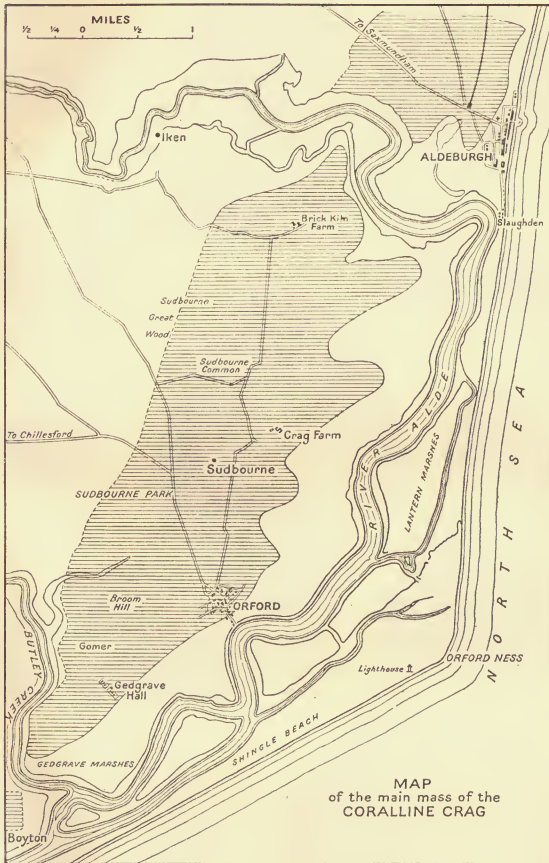 MILES
½ ¼ 0 ½ 1
To Saxmundham
Iken
ALDEBURGH
Slaughden
Brick Kiln
Farm
Sudbourne
Great
Wood
Sudbourne
Common
RIVER ALDE
LANTERN MARSHES
NORTH SEA
To Chillesford
Crag Farm
Sudbourne
SUDBOURNE PARK
Broom
Hill
ORFORD
BUTLEY CREEK
Gomer
Gedgrave
Hall
Lighthouse
ORFORD NESS
SHINGLE BEACH
GEDGRAVE MARSHES
Boyton
MAP
of the main mass of the
CORALLINE CRAG